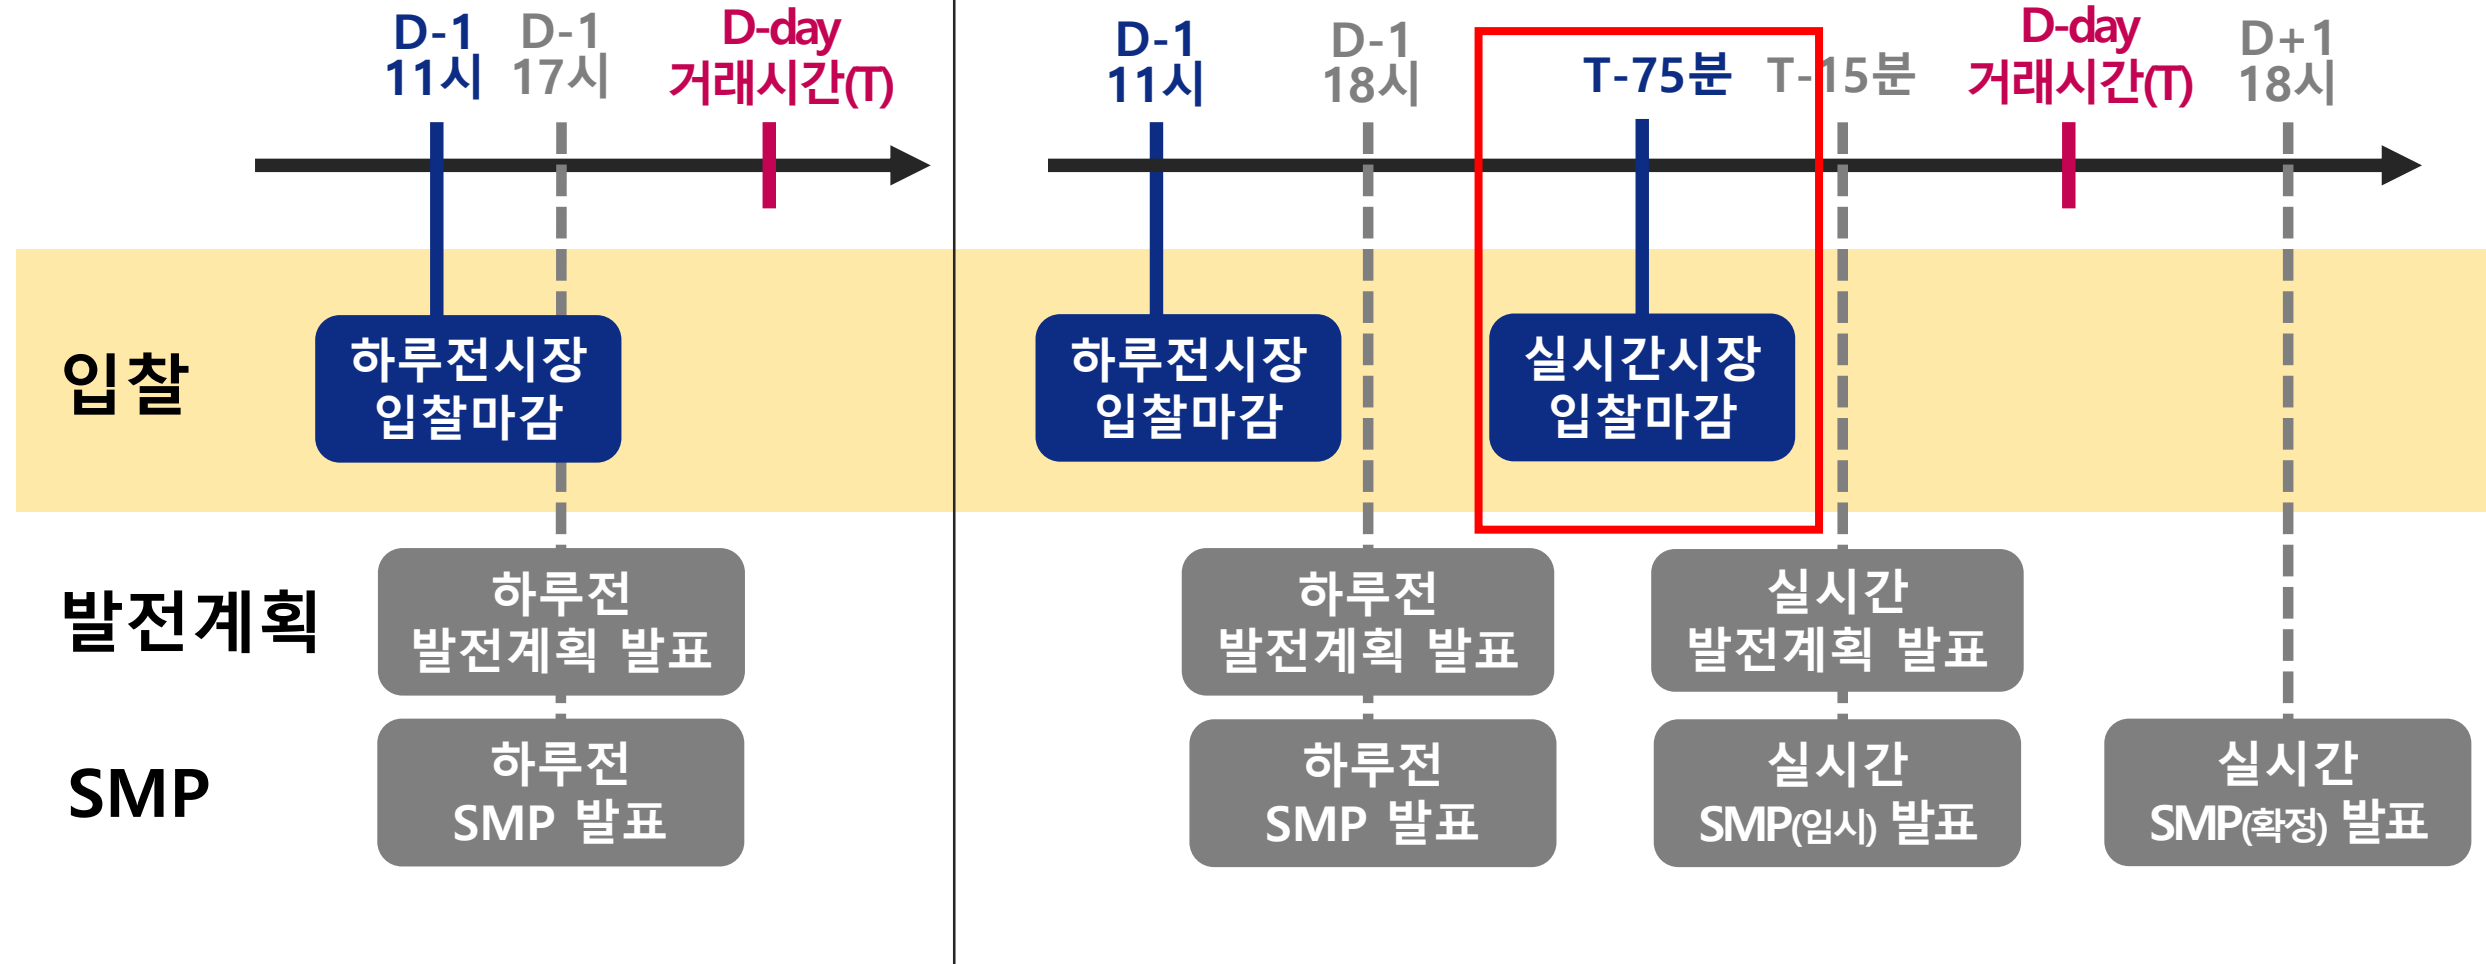 D-1
11시
D-1
17시
D-day
거래시간(T)
D-1
11시
D-1
18시
T-75분
T-15분
D-day
거래시간(T)
D+1
18시
입찰
하루전시장
입찰마감
하루전시장
입찰마감
실시간시장
입찰마감
발전계획
하루전
발전계획 발표
하루전
발전계획 발표
실시간
발전계획 발표
SMP
하루전
SMP 발표
하루전
SMP 발표
실시간
SMP(임시) 발표
실시간
SMP(확정) 발표